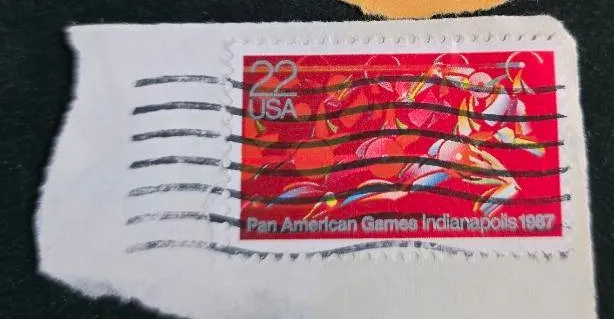 22
USA
Pan American Games Indianapolis 1987